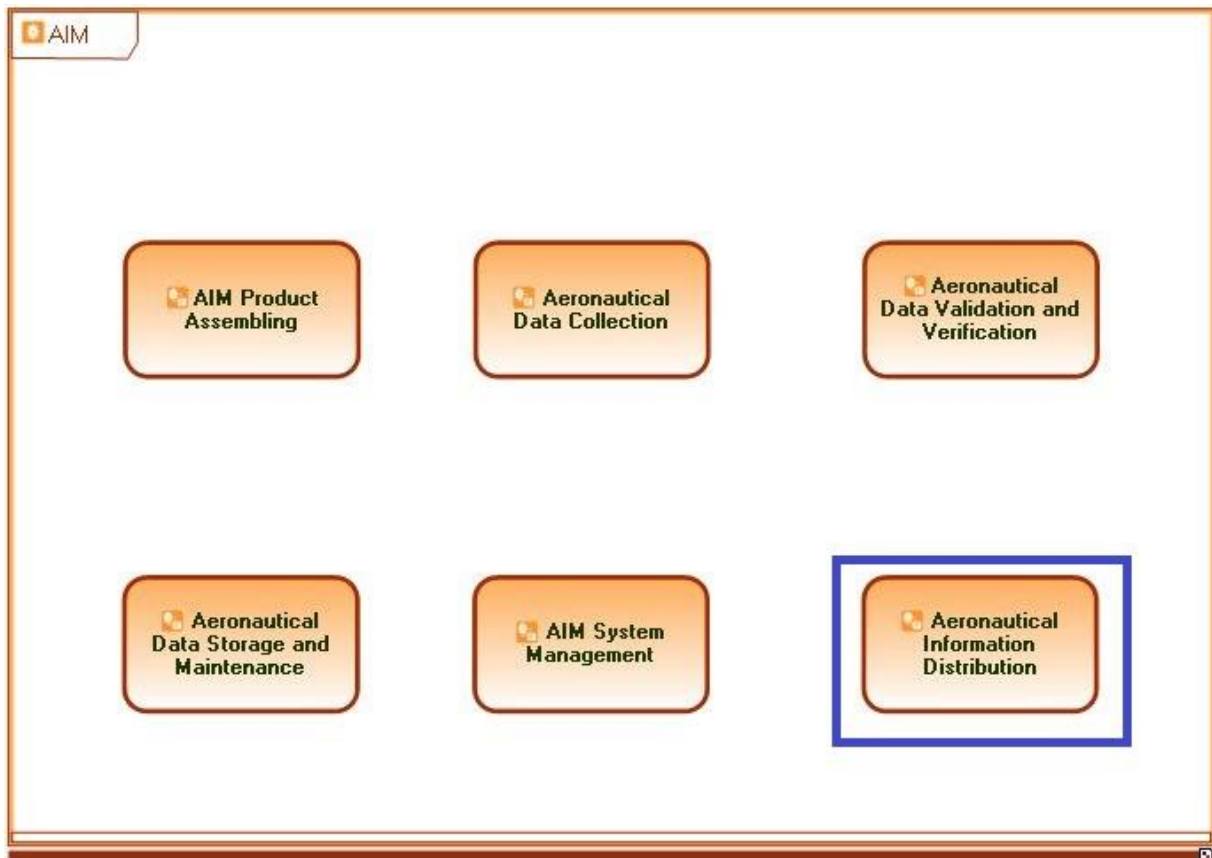 AIM
AIM Product
Assembling
Aeronautical
Data Collection
Aeronautical
Data Validation and
Verification
Aeronautical
Data Storage and
Maintenance
AIM System
Management
Aeronautical
Information
Distribution